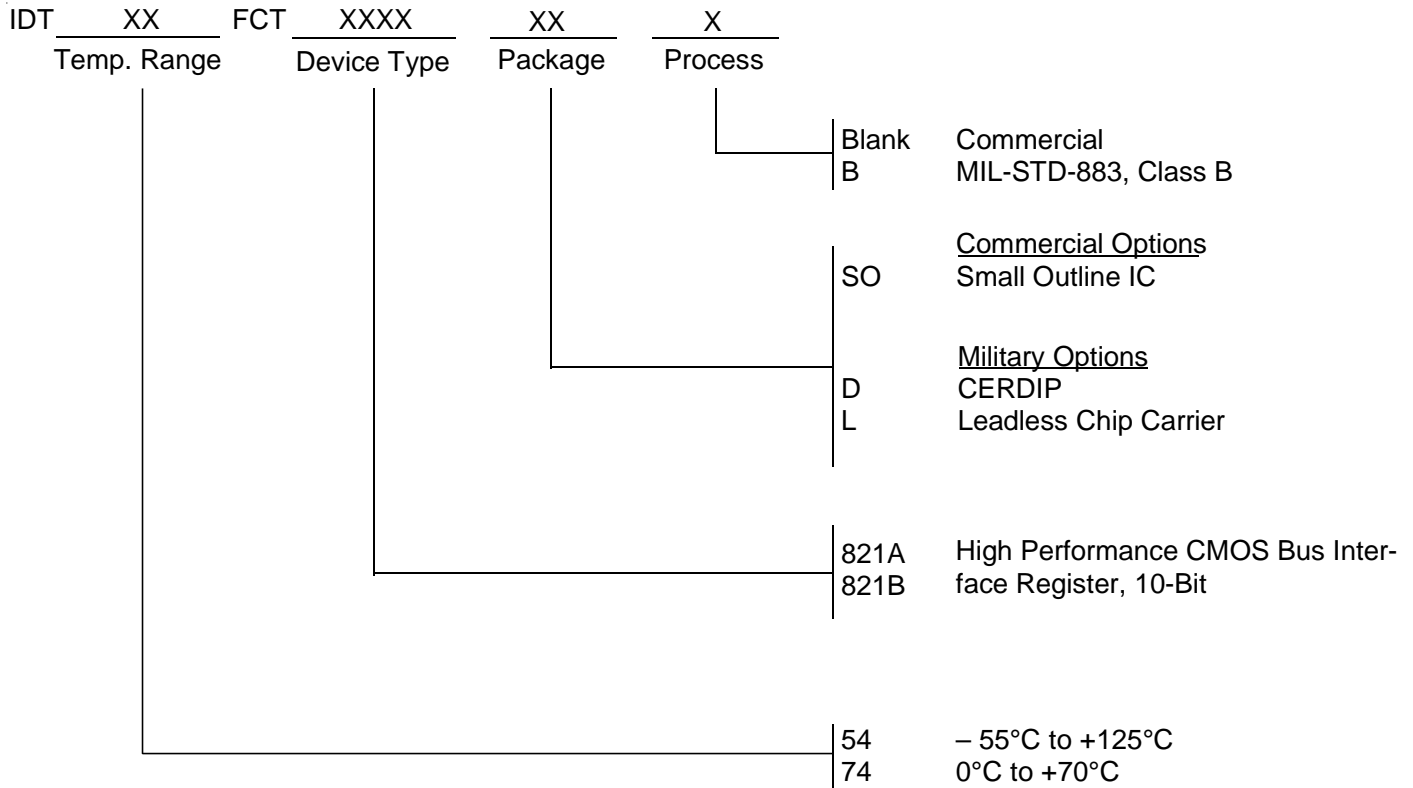 IDT XX FCT XXXX XX X
Temp. Range Device Type Package Process
Blank Commercial
B MIL-STD-883, Class B
Commercial Options
SO Small Outline IC
Military Options
D CERDIP
L Leadless Chip Carrier
821A High Performance CMOS Bus Inter-
821B face Register, 10-Bit
54 – 55°C to +125°C
74 0°C to +70°C